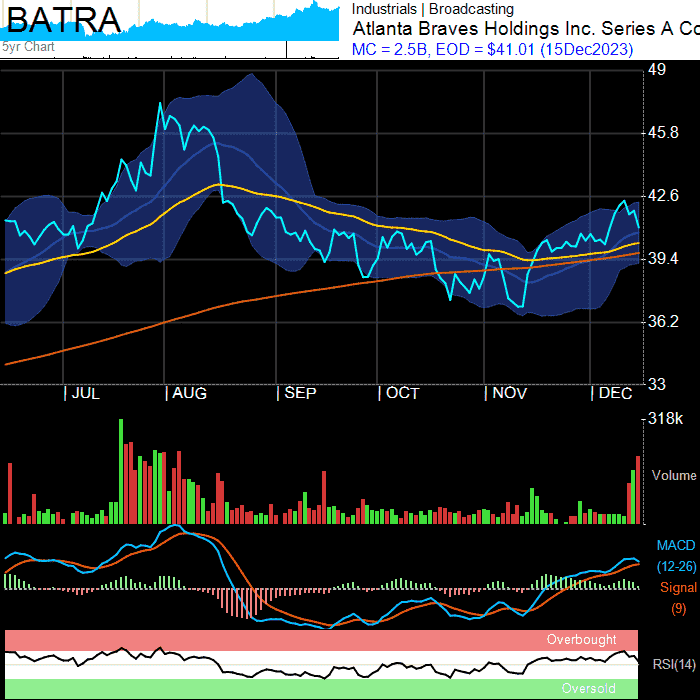 BATRA
5yr Chart
Industrials | Broadcasting
Atlanta Braves Holdings Inc. Series A Co
MC = 2.5B, EOD = $41.01 (15Dec2023)
49
45.8
42.6
39.4
36.2
33
| JUL | AUG | SEP | OCT | NOV | DEC
318k
Volume
MACD
(12-26)
Signal
(9)
Overbought
RSI(14)
Oversold